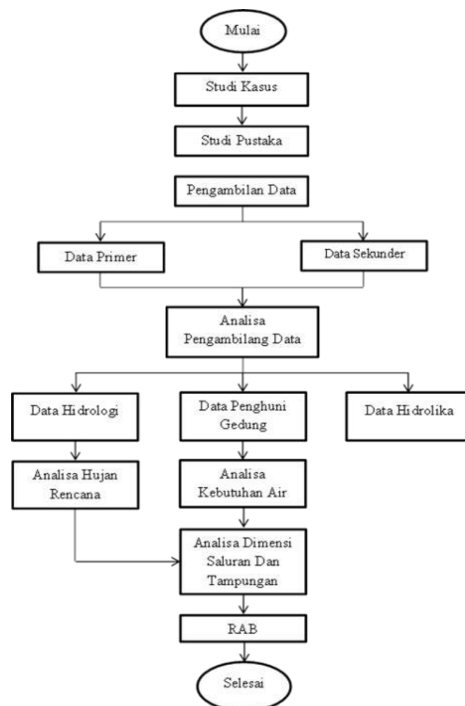 Mulai
Studi Kasus
Studi Pustaka
Pengambilan Data
Data Primer
Data Sekunder
Analisa
Pengambilang Data
Data Hidrologi
Data Penghuni
Gedung
Data Hidrolika
Analisa Hujan
Rencana
Analisa
Kebutuhan Air
Analisa Dimensi
Saluran Dan
Tampungan
RAB
Selesai